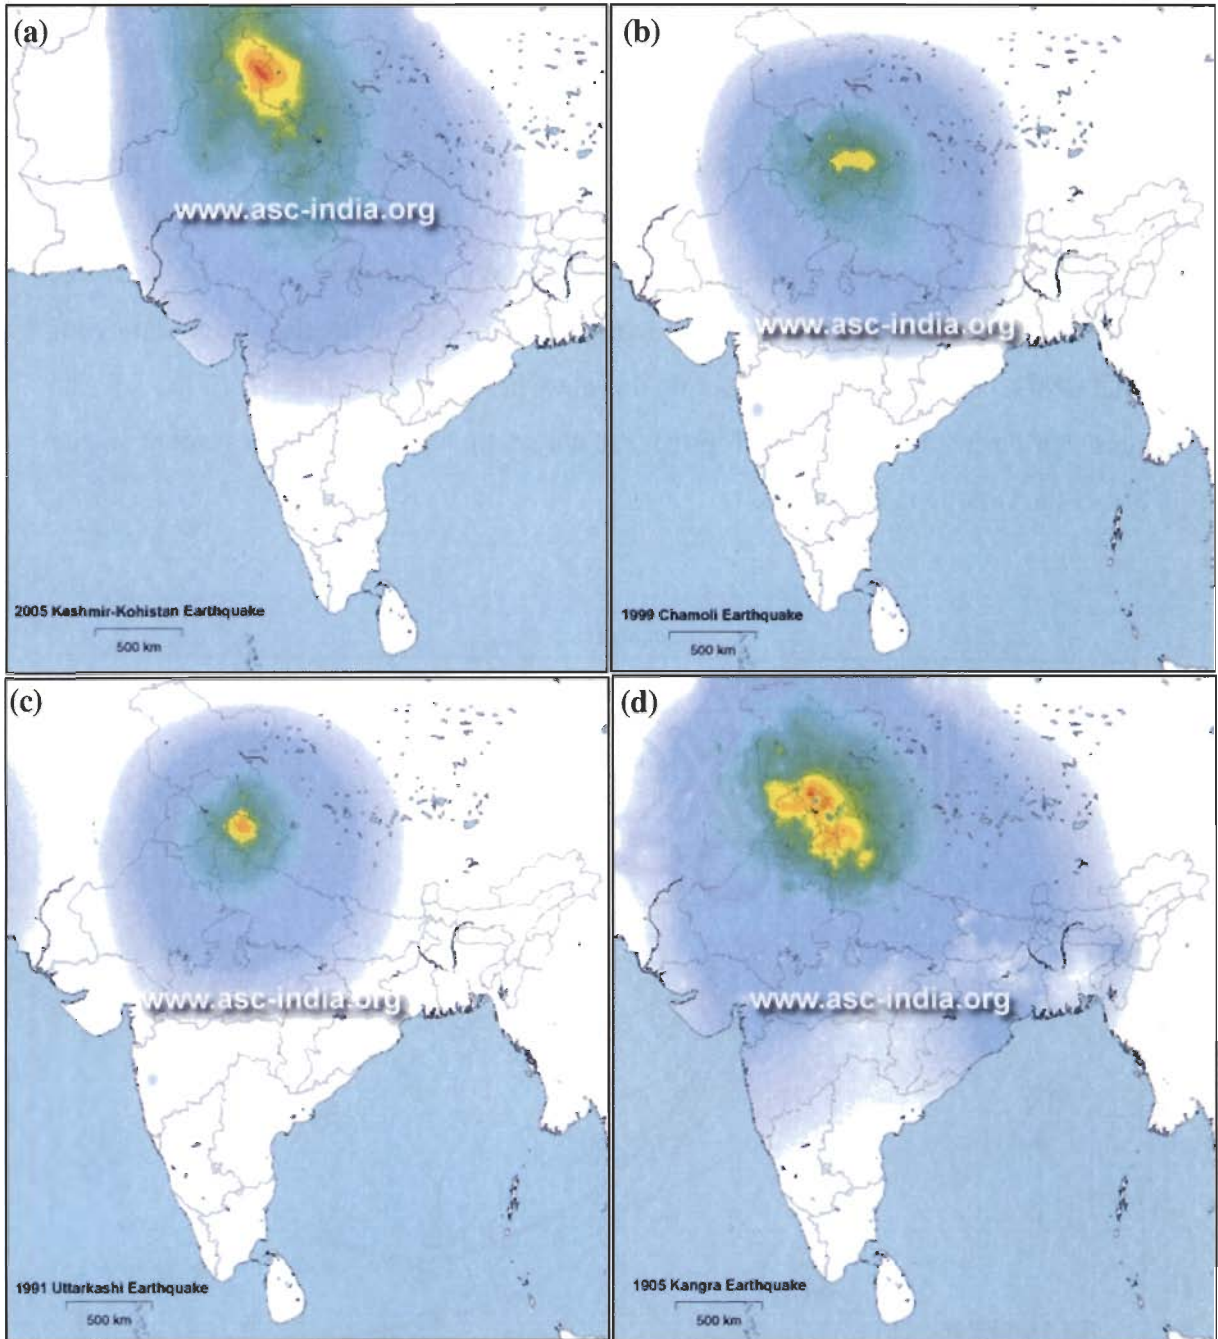 (a)
www.asc-india.org
2005 Kashmir-Kohistan Earthquake
500 km
(b)
www.asc-india.org
1999 Chamoli Earthquake
500 km
(c)
www.asc-india.org
1991 Uttarkashi Earthquake
500 km
(d)
www.asc-india.org
1905 Kangra Earthquake
500 km